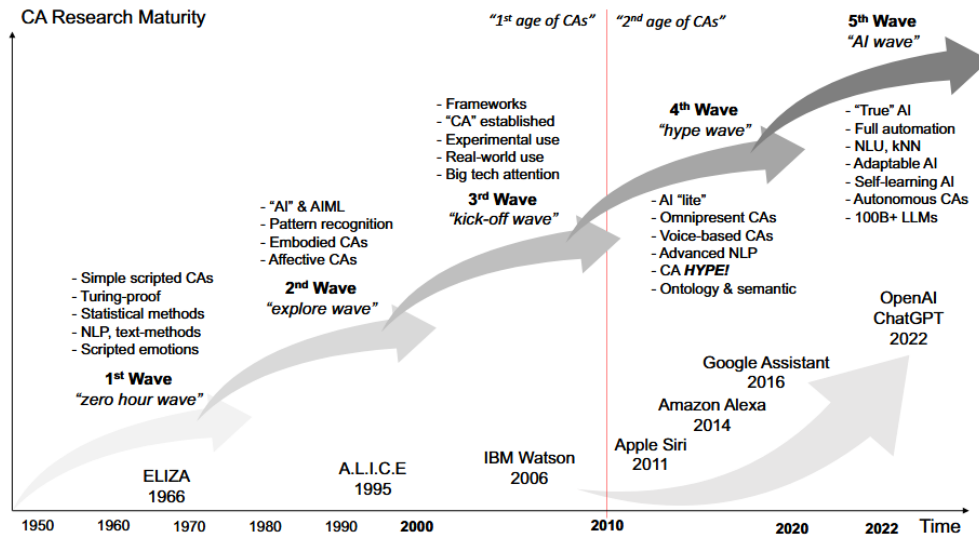 CA Research Maturity
“1st age of CAs”
“2nd age of CAs”
5th Wave
“AI wave”
- “True” AI
- Full automation
- NLU, kNN
- Adaptable AI
- Self-learning AI
- Autonomous CAs
- 100B+ LLMs
4th Wave
“hype wave”
- AI “lite”
- Omnipresent CAs
- Voice-based CAs
- Advanced NLP
- CA HYPE!
- Ontology & semantic
- Frameworks
- “CA” established
- Experimental use
- Real-world use
- Big tech attention
3rd Wave
“kick-off wave”
- “AI” & AIML
- Pattern recognition
- Embodied CAs
- Affective CAs
2nd Wave
“explore wave”
- Simple scripted CAs
- Turing-proof
- Statistical methods
- NLP, text-methods
- Scripted emotions
1st Wave
“zero hour wave”
ELIZA
1966
A.L.I.C.E
1995
IBM Watson
2006
Apple Siri
2011
Amazon Alexa
2014
Google Assistant
2016
OpenAI
ChatGPT
2022
1950 1960 1970 1980 1990 2000 2010 2020 2022 Time